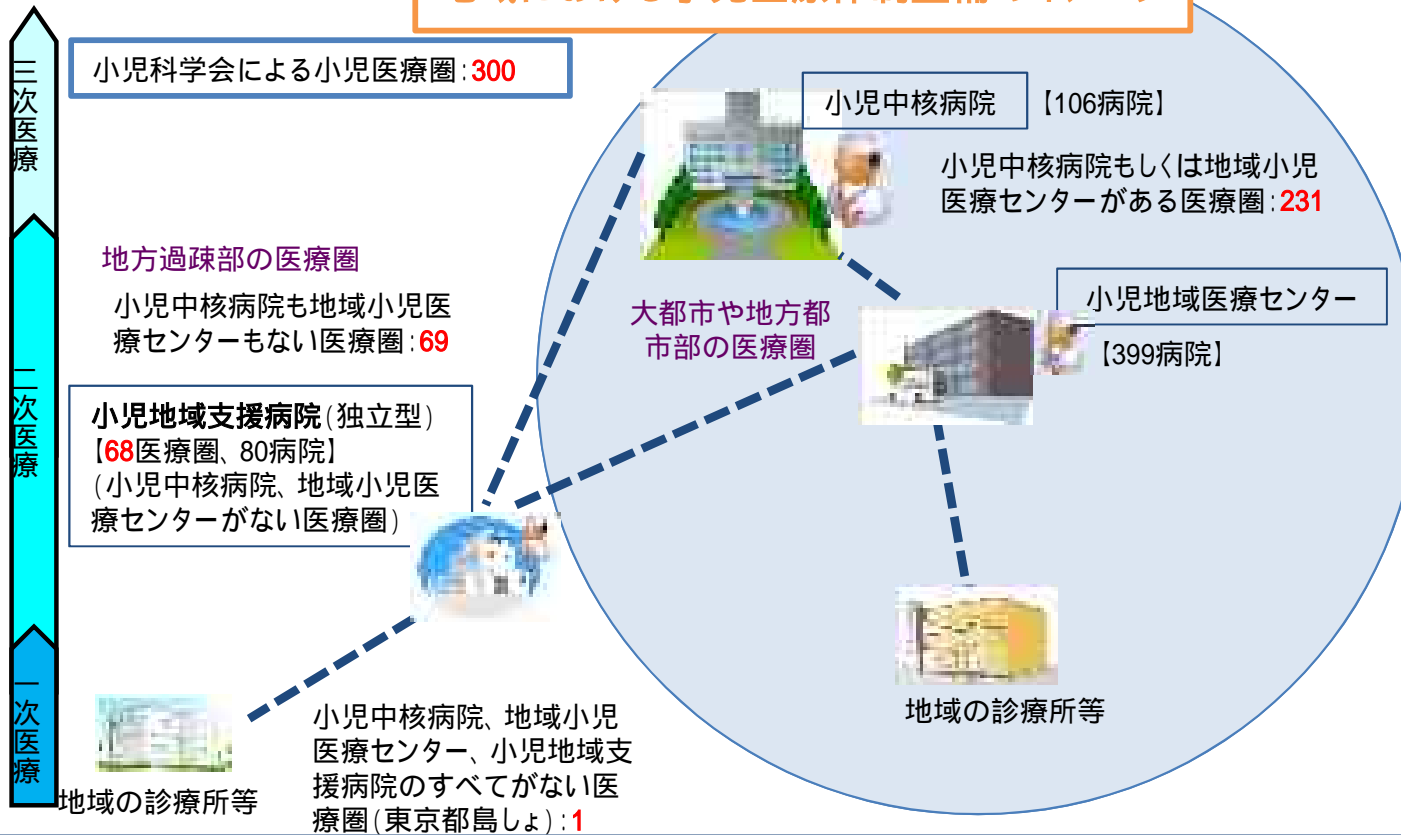 三次医療
小児科学会による小児医療圏:300
小児中核病院
【106病院】
小児中核病院もしくは地域小児
医療センターがある医療圏:231
地方過疎部の医療圏
小児中核病院も地域小児医
療センターもない医療圏:69
大都市や地方都
市部の医療圏
小児地域医療センター
【399病院】
二次医療
小児地域支援病院(独立型)
【68医療圏、80病院】
(小児中核病院、地域小児医
療センターがない医療圏)
一次医療
地域の診療所等
小児中核病院、地域小児
医療センター、小児地域支
援病院のすべてがない医
療圏(東京都島しょ):1
地域の診療所等